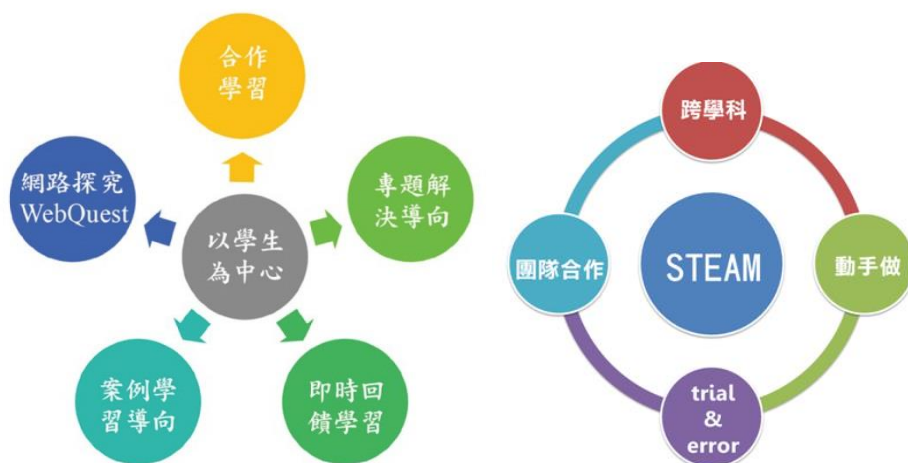 合作
學習
網路探究
WebQuest
專題解
決導向
以學生
為中心
案例學
習導向
即時回
饋學習
跨學科
團隊合作
STEAM
動手做
trial
&
error